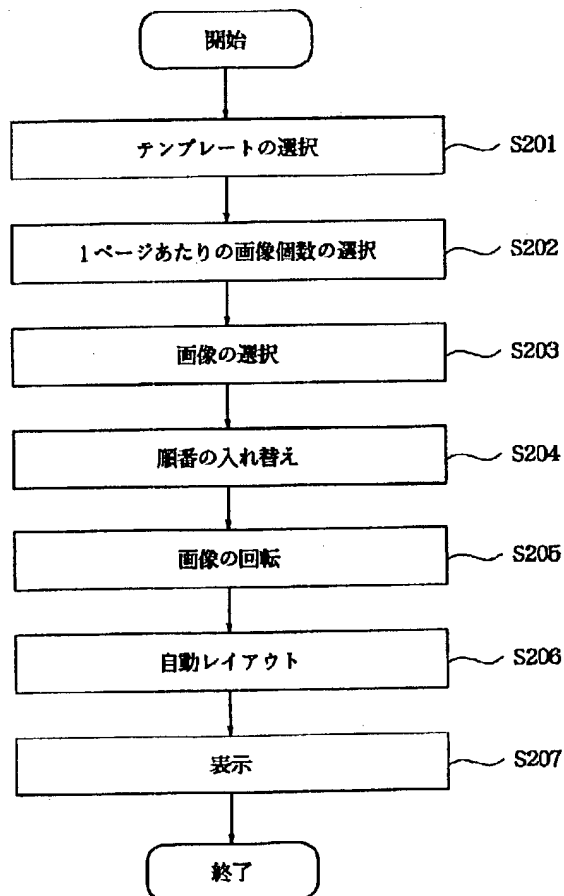 開始
テンプレートの選択 S201
1ページあたりの画像個数の選択 S202
画像の選択 S203
順番の入れ替え S204
画像の回転 S205
自動レイアウト S206
表示 S207
終了